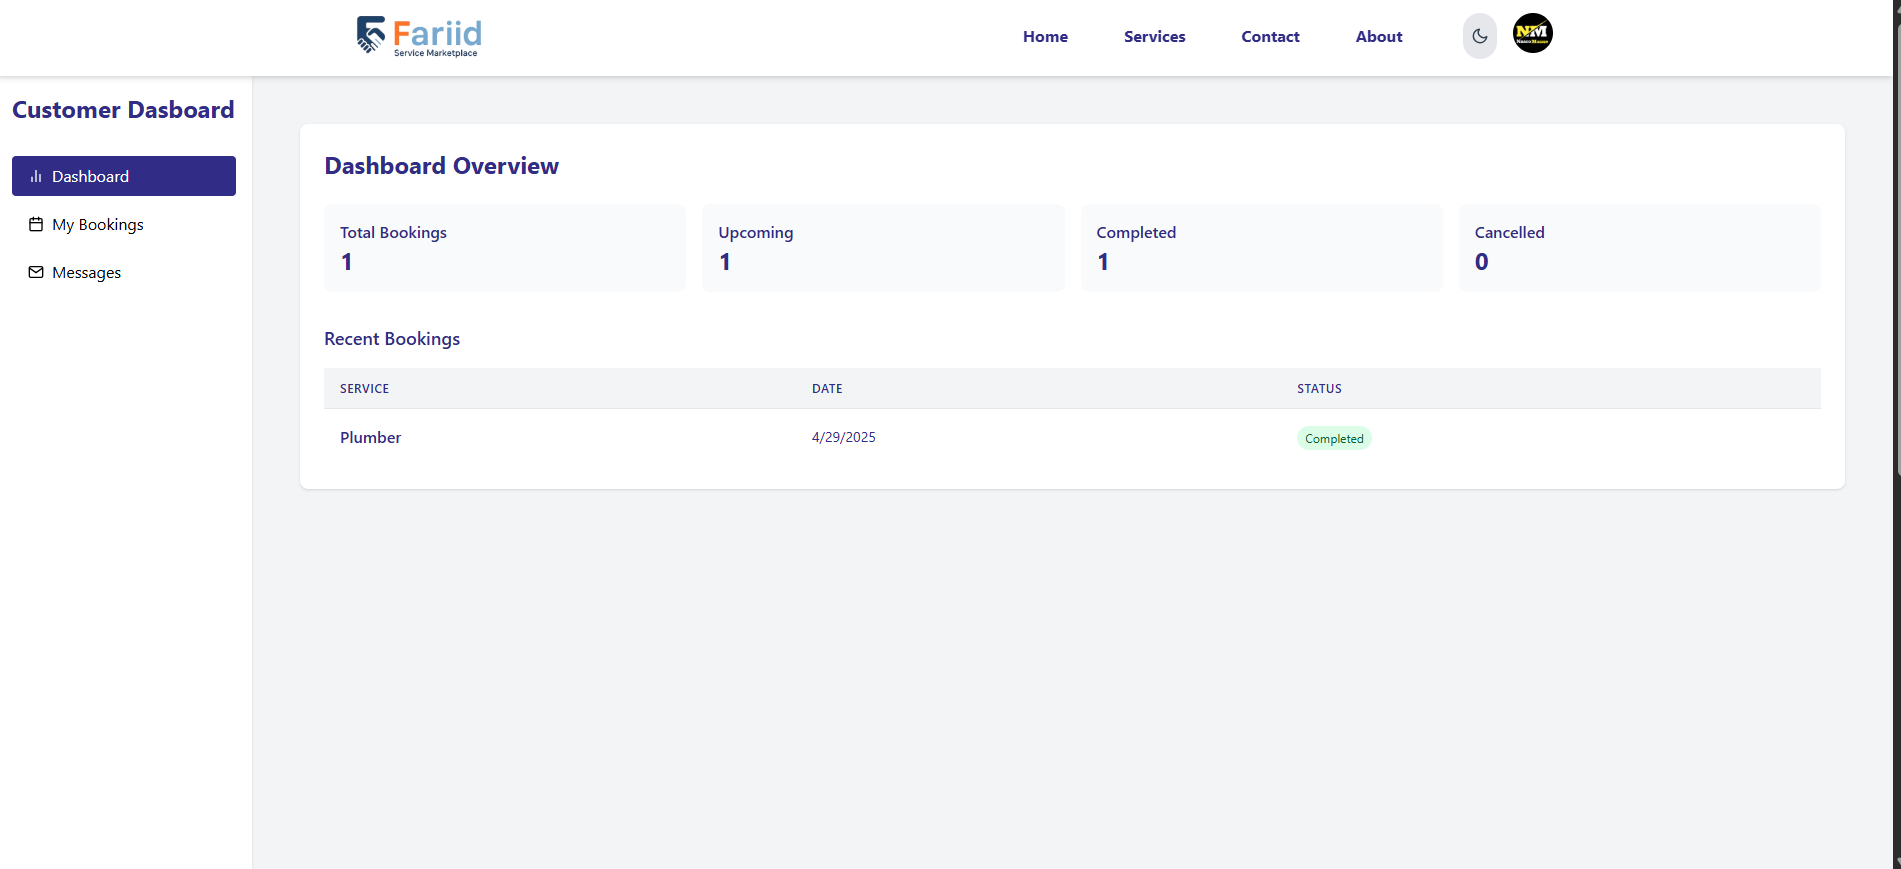 Fariid
Service Marketplace
Home
Services
Contact
About
NM
Customer Dasboard
Dashboard
My Bookings
Messages
Dashboard Overview
Total Bookings
1
Upcoming
1
Completed
1
Cancelled
0
Recent Bookings
SERVICE DATE STATUS
Plumber 4/29/2025 Completed